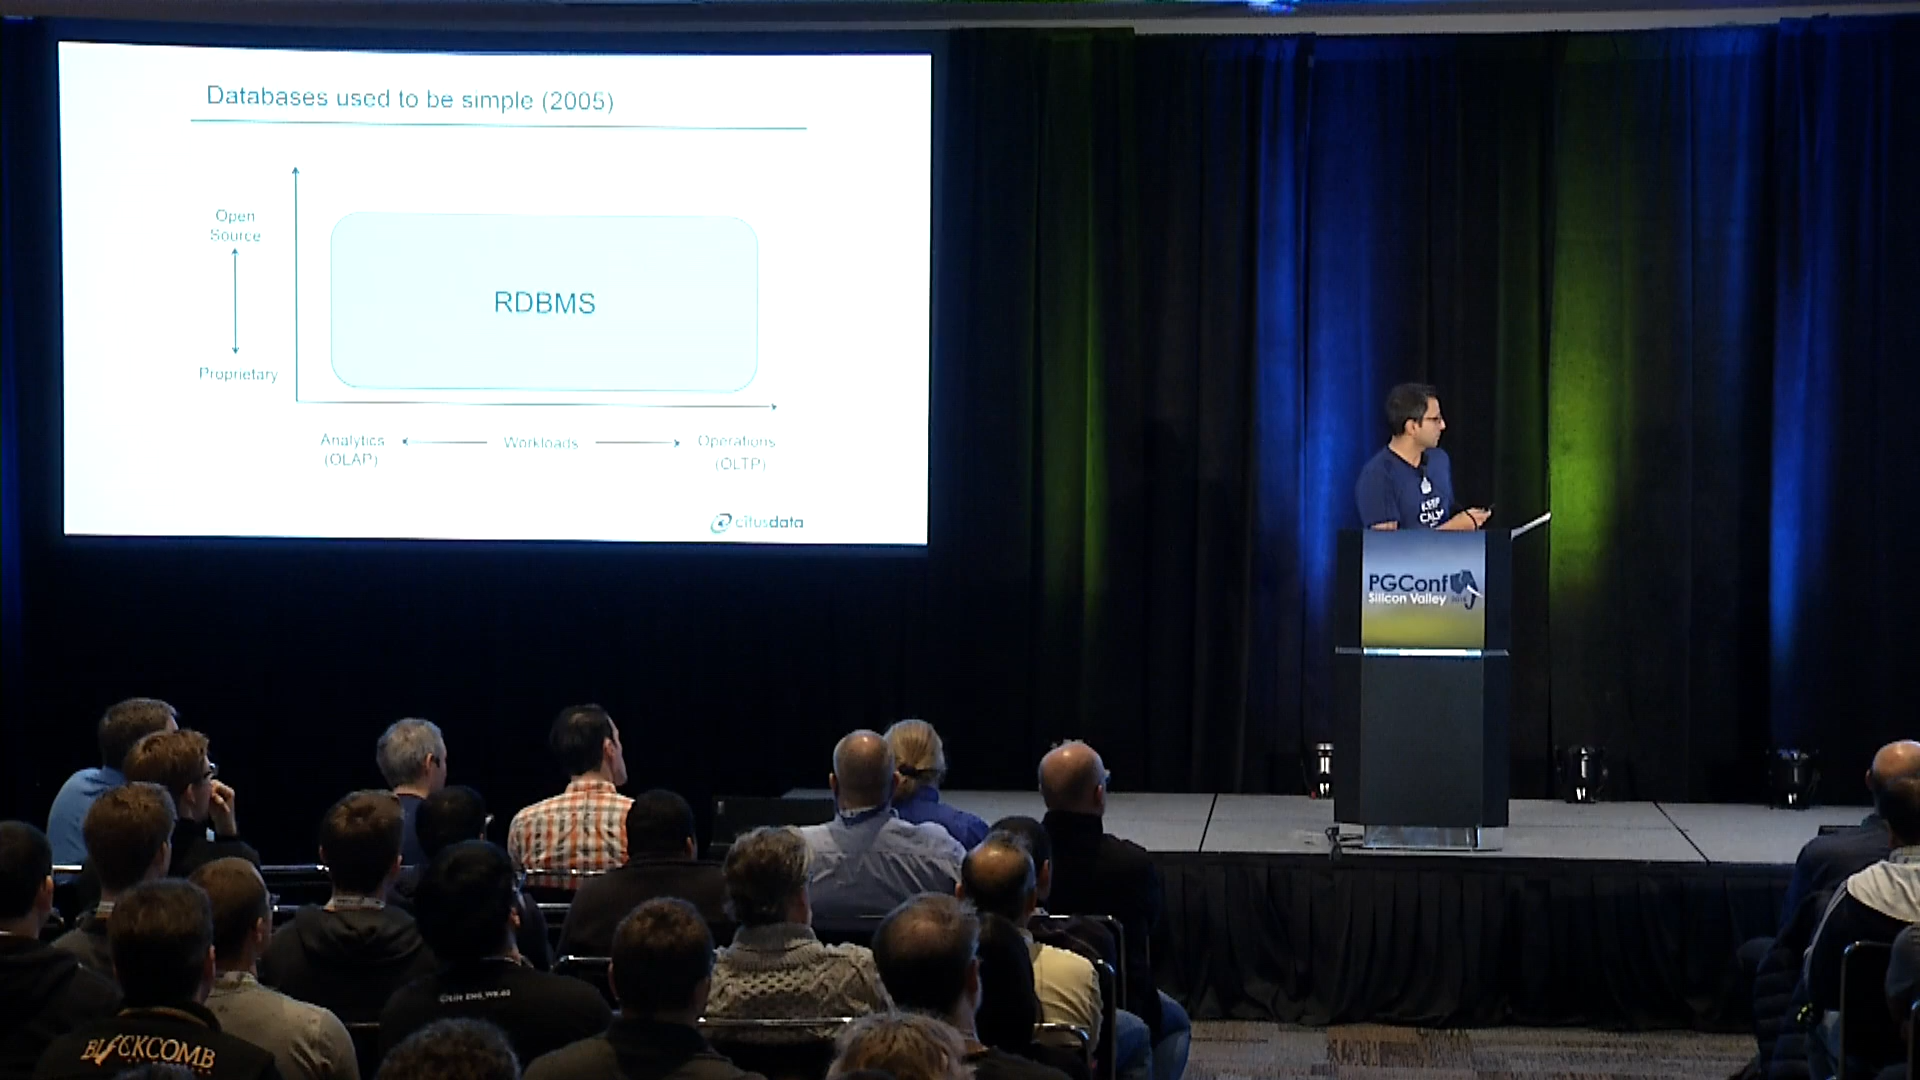 Databases used to be simple (2005)
Open
Source
RDBMS
Proprietary
Analytics
(OLAP)
Workloads
Operations
(OLTP)
citusdata
KEEP
CALM
PGConf
Silicon Valley
BLACKCOMB